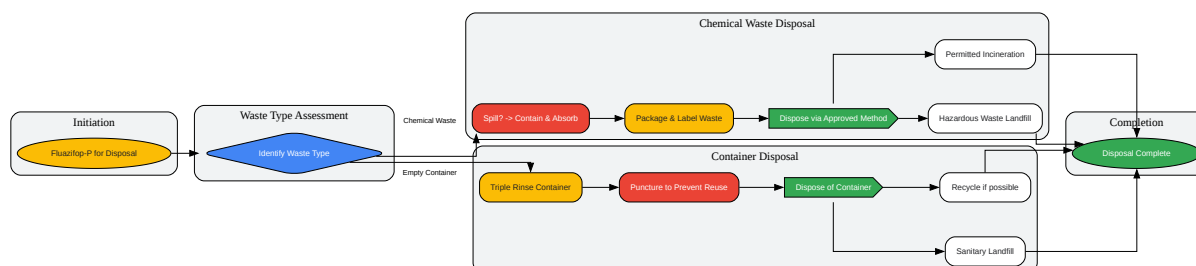 Chemical Waste Disposal
Permitted Incineration
Initiation
Waste Type Assessment
Chemical Waste
Spill? -> Contain & Absorb
Package & Label Waste
Dispose via Approved Method
Hazardous Waste Landfill
Completion
Fluazifop-P for Disposal
Identify Waste Type
Disposal Complete
Empty Container
Container Disposal
Triple Rinse Container
Puncture to Prevent Reuse
Dispose of Container
Recycle if possible
Sanitary Landfill